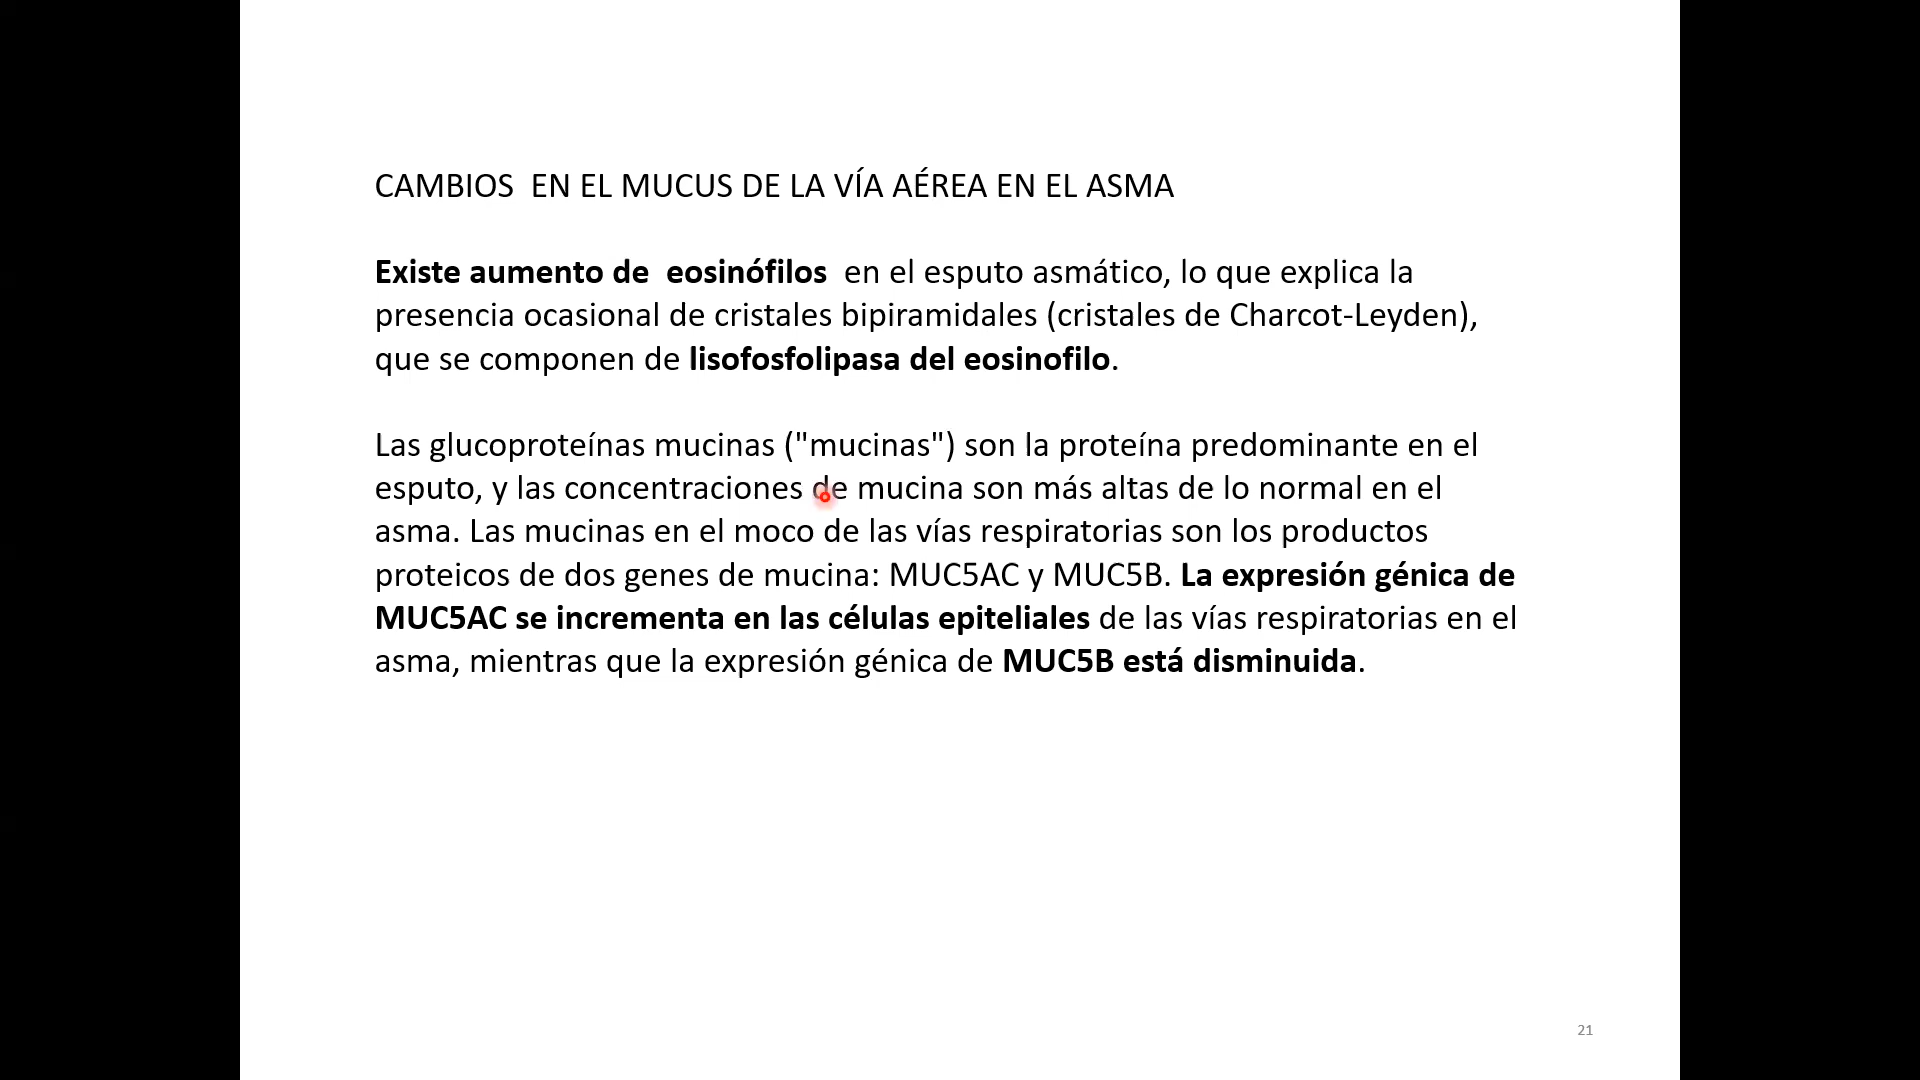 CAMBIOS  EN EL MUCUS DE LA VÍA AÉREA EN EL ASMA
Existe aumento de  eosinófilos  en el esputo asmático, lo que explica la
presencia ocasional de cristales bipiramidales (cristales de Charcot-Leyden),
que se componen de lisofosfolipasa del eosinofilo.
Las glucoproteínas mucinas ("mucinas") son la proteína predominante en el
esputo, y las concentraciones de mucina son más altas de lo normal en el
asma. Las mucinas en el moco de las vías respiratorias son los productos
proteicos de dos genes de mucina: MUC5AC y MUC5B. La expresión génica de
MUC5AC se incrementa en las células epiteliales de las vías respiratorias en el
asma, mientras que la expresión génica de MUC5B está disminuida.
21